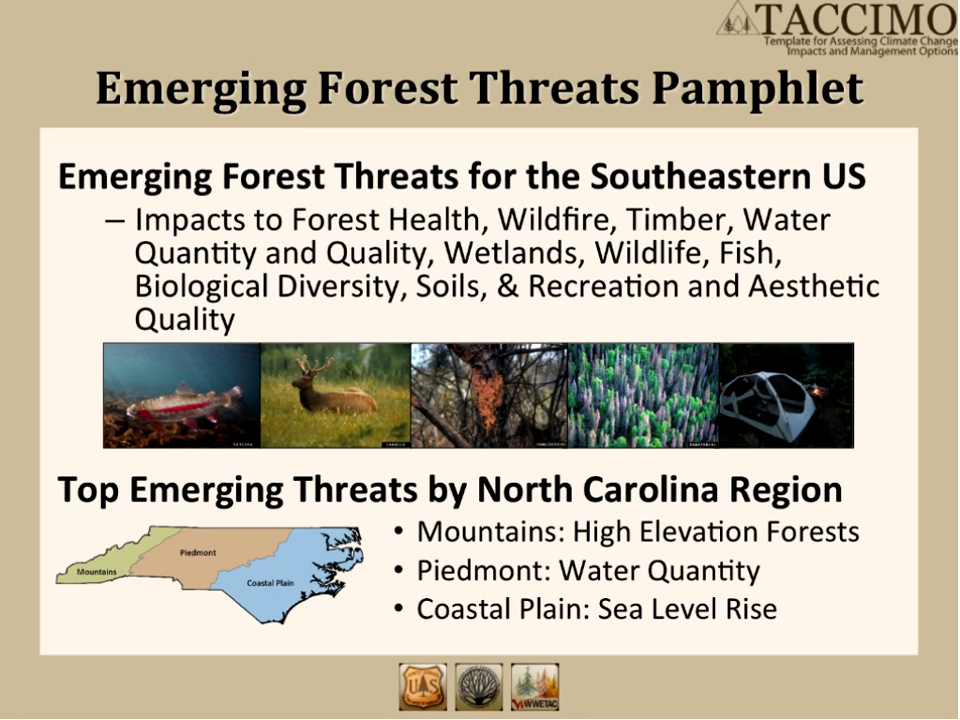 TACCIMO
Template for Assessing Climate Change
Impacts and Management Options
Emerging Forest Threats Pamphlet
Emerging Forest Threats for the Southeastern US
– Impacts to Forest Health, Wildfire, Timber, Water
Quantity and Quality, Wetlands, Wildlife, Fish,
Biological Diversity, Soils, & Recreation and Aesthetic
Quality
Top Emerging Threats by North Carolina Region
Mountains
Piedmont
Coastal Plain
• Mountains: High Elevation Forests
• Piedmont: Water Quantity
• Coastal Plain: Sea Level Rise
U S
WWETAC